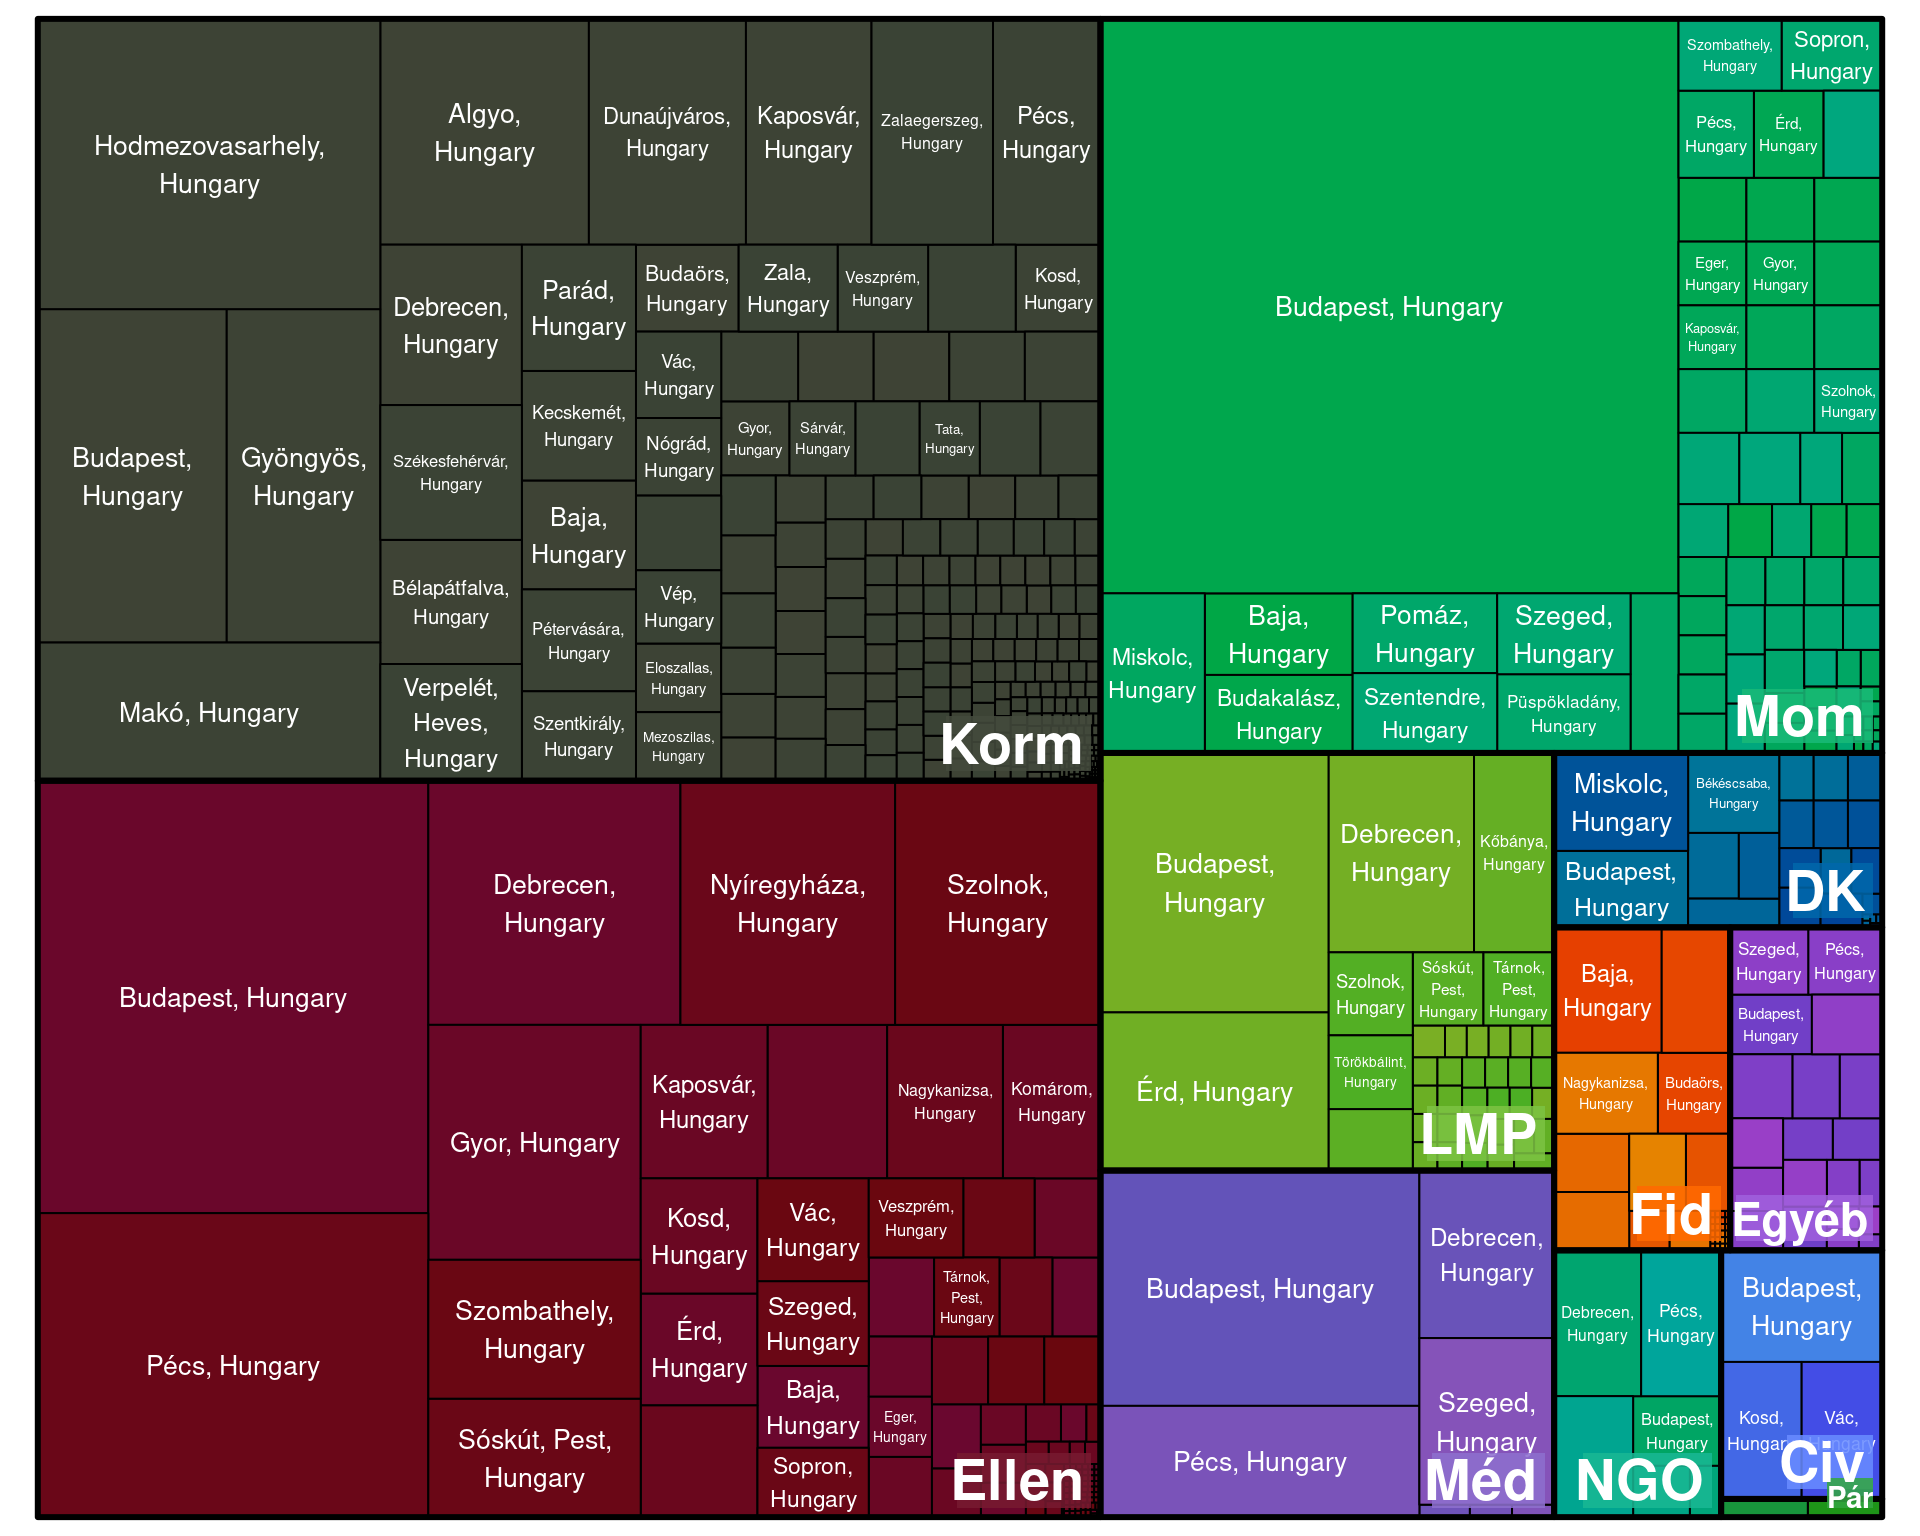 Hodmezovasarhely,
Hungary
Budapest,
Hungary
Gyöngyös,
Hungary
Makó, Hungary
Algyo,
Hungary
Dunaújváros,
Hungary
Kaposvár,
Hungary
Zalaegerszeg,
Hungary
Pécs,
Hungary
Debrecen,
Hungary
Székesfehérvár,
Hungary
Bélapátfalva,
Hungary
Verpelét,
Heves,
Hungary
Parád,
Hungary
Kecskemét,
Hungary
Baja,
Hungary
Pétervására,
Hungary
Szentkirály,
Hungary
Budaörs,
Hungary
Zala,
Hungary
Veszprém,
Hungary
Kosd,
Hungary
Vác,
Hungary
Nógrád,
Hungary
Vép,
Hungary
Eloszallas,
Hungary
Mezoszilas,
Hungary
Gyor,
Hungary
Sárvár,
Hungary
Tata,
Hungary
Korm
Budapest, Hungary
Miskolc,
Hungary
Baja,
Hungary
Budakalász,
Hungary
Pomáz,
Hungary
Szentendre,
Hungary
Szeged,
Hungary
Püspökladány,
Hungary
Szombathely,
Hungary
Sopron,
Hungary
Pécs,
Hungary
Érd,
Hungary
Eger,
Hungary
Gyor,
Hungary
Kaposvár,
Hungary
Szolnok,
Hungary
Mom
Budapest, Hungary
Pécs, Hungary
Debrecen,
Hungary
Nyíregyháza,
Hungary
Szolnok,
Hungary
Gyor, Hungary
Szombathely,
Hungary
Sóskút, Pest,
Hungary
Kaposvár,
Hungary
Nagykanizsa,
Hungary
Komárom,
Hungary
Kosd,
Hungary
Érd,
Hungary
Vác,
Hungary
Szeged,
Hungary
Baja,
Hungary
Sopron,
Hungary
Veszprém,
Hungary
Tárnok,
Pest,
Hungary
Eger,
Hungary
Ellen
Budapest,
Hungary
Érd, Hungary
Debrecen,
Hungary
Kőbánya,
Hungary
Szolnok,
Hungary
Törökbálint,
Hungary
Sóskút,
Pest,
Hungary
Tárnok,
Pest,
Hungary
LMP
Budapest, Hungary
Pécs, Hungary
Debrecen,
Hungary
Szeged,
Hungary
Méd
Miskolc,
Hungary
Budapest,
Hungary
Békéscsaba,
Hungary
DK
Baja,
Hungary
Nagykanizsa,
Hungary
Budaörs,
Hungary
Fid
Szeged,
Hungary
Pécs,
Hungary
Budapest,
Hungary
Egyéb
Debrecen,
Hungary
Pécs,
Hungary
Budapest,
Hungary
NGO
Budapest,
Hungary
Kosd,
Hungary
Vác,
Hungary
Civ
Pár